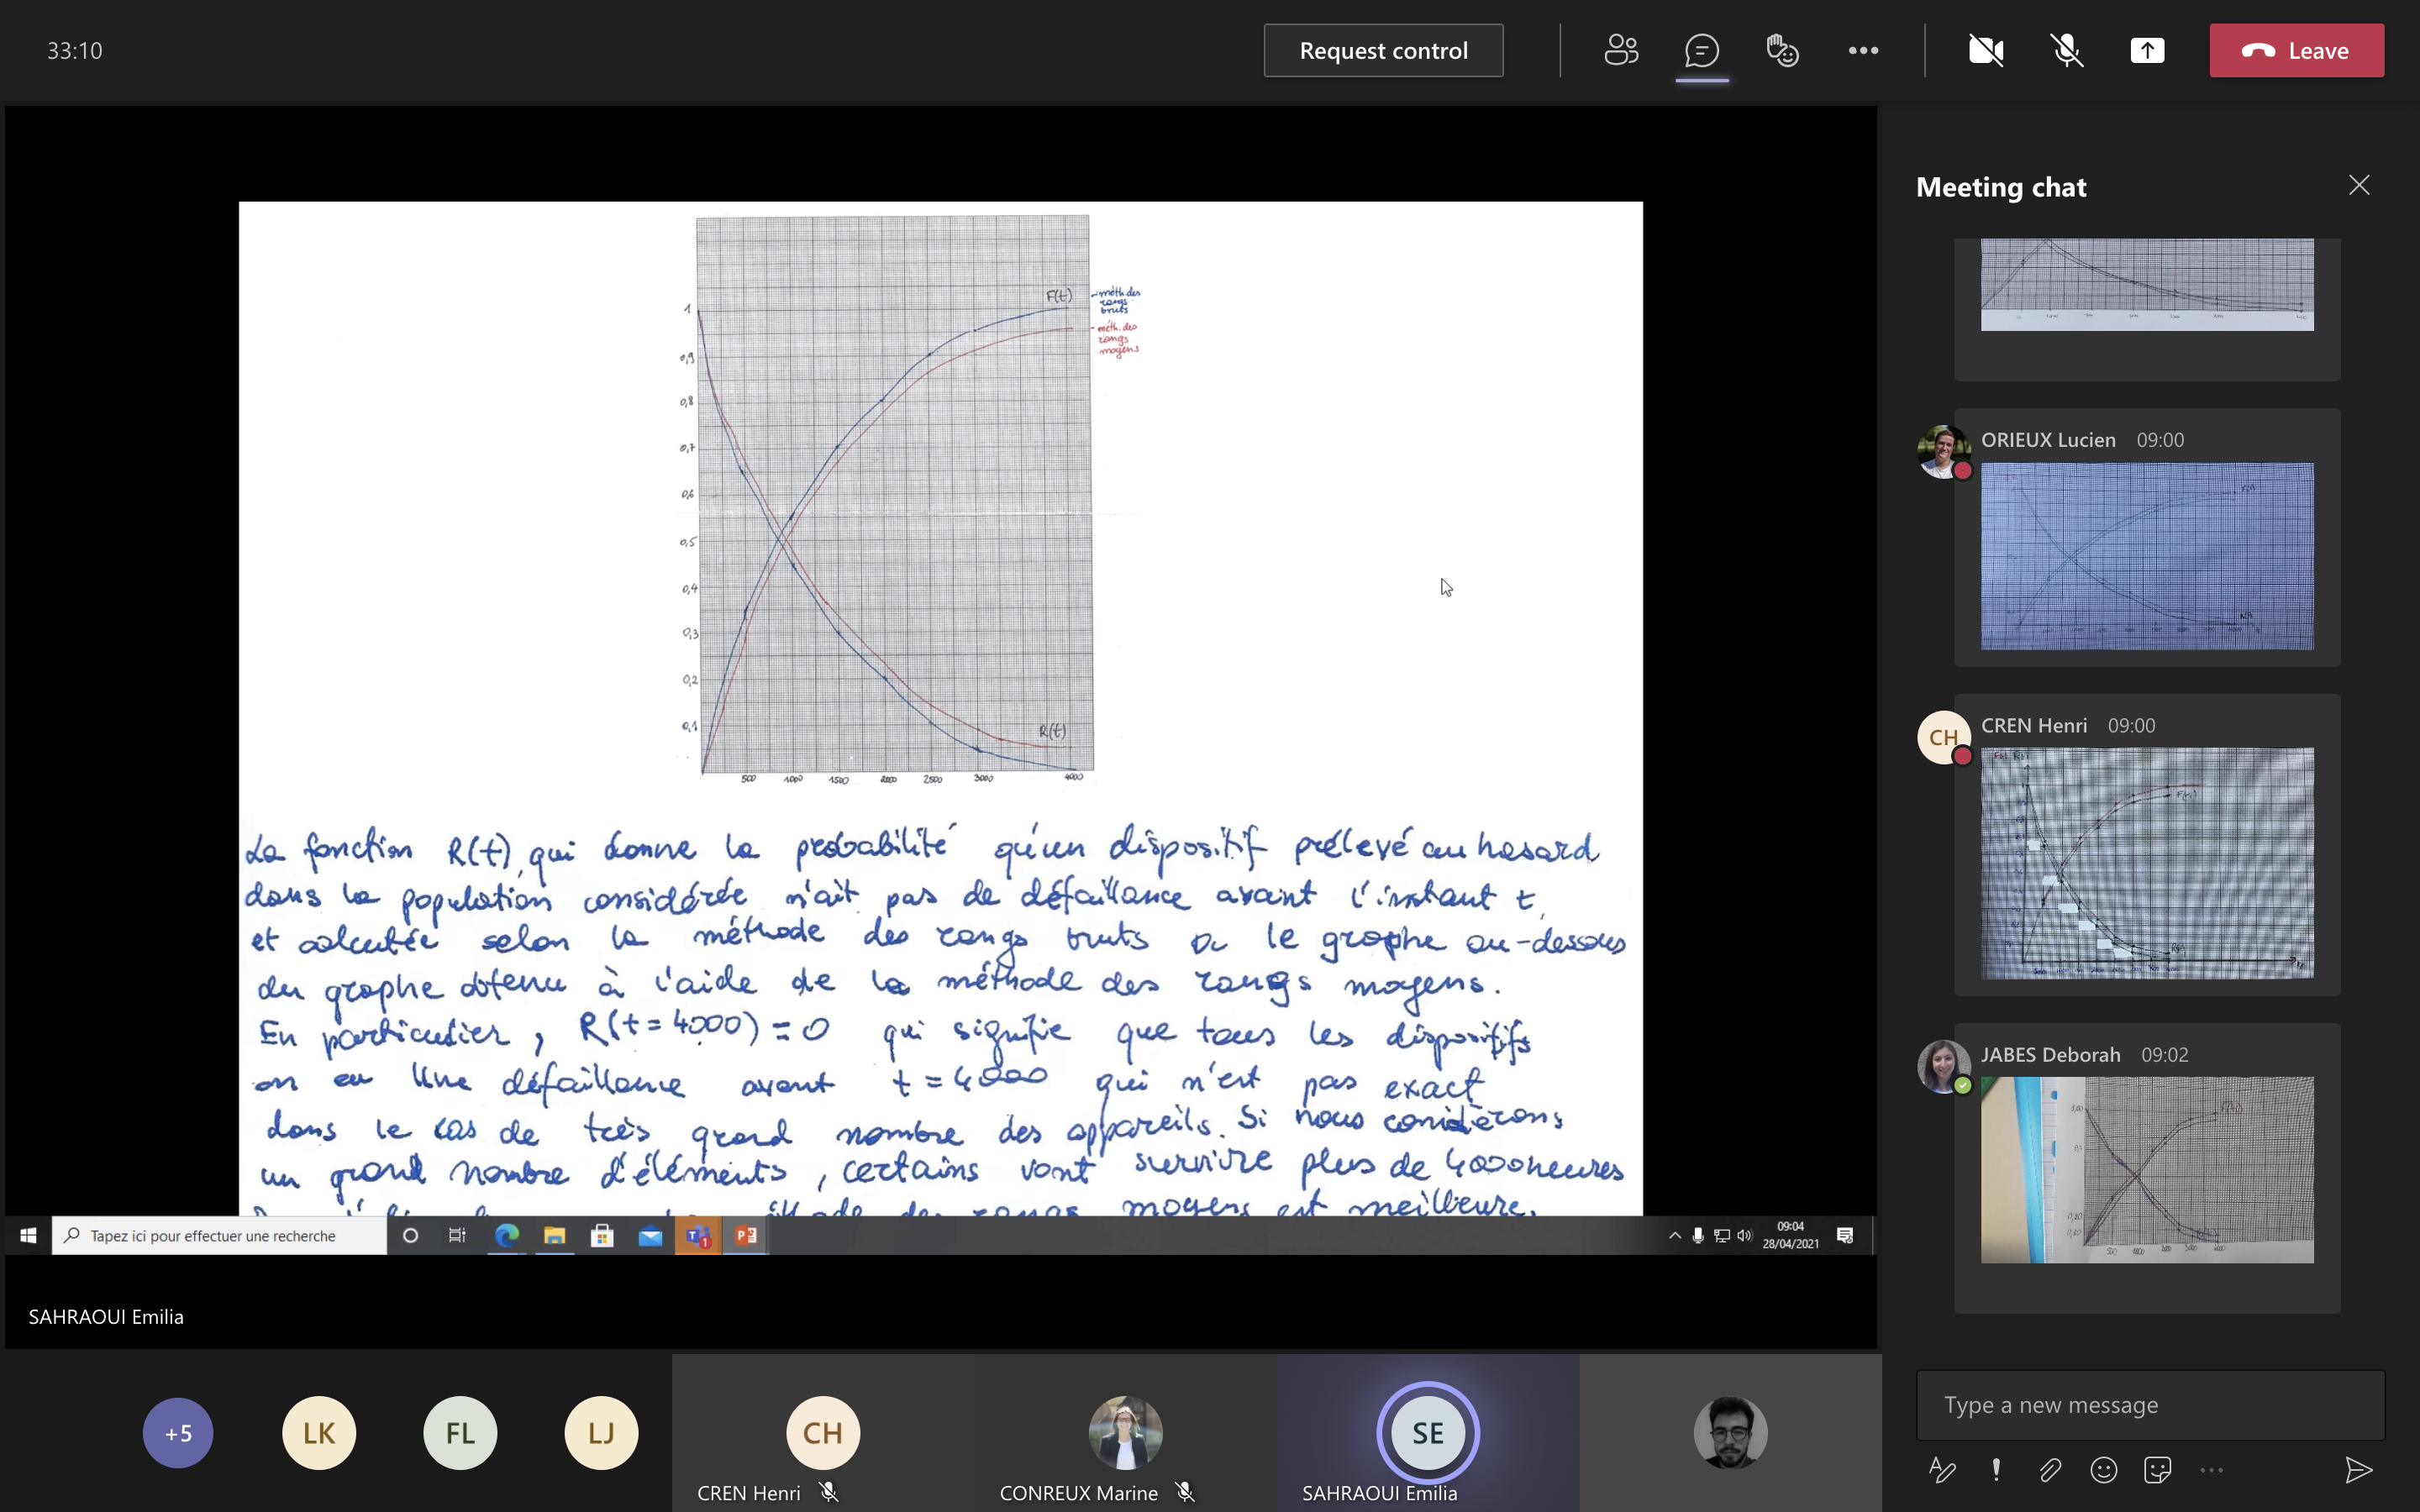 33:10
Request control
Leave
1
0,9
0,8
0,7
0,6
0,5
0,4
0,3
0,2
0,1
500 1000 1500 2000 2500 3000 4000
F(t)
R(t)
- méth des
rangs
bruts
- méth. des
rangs
moyens
La fonction R(t), qui donne la probabilité qu'un dispositif prélevé au hasard
dans la population considérée n'ait pas de défaillance avant l'instant t,
et calculée selon la méthode des rangs bruts a le graphe au-dessous
du graphe obtenu à l'aide de la méthode des rangs moyens.
En particulier, R(t=4000) = 0 qui signifie que tous les dispositifs
on eu une défaillance avant t = 4000 qui n'est pas exact
dans le cas de très grand nombre des appareils. Si nous considérons
un grand nombre d'éléments, certains vont survivre plus de 4000 heures
des rangs moyens est meilleure.
Tapez ici pour effectuer une recherche
1
09:04
28/04/2021
SAHRAOUI Emilia
+5
LK
FL
LJ
CH
CREN Henri
CONREUX Marine
SE
SAHRAOUI Emilia
Meeting chat
ORIEUX Lucien 09:00
CH
CREN Henri 09:00
JABES Deborah 09:02
Type a new message